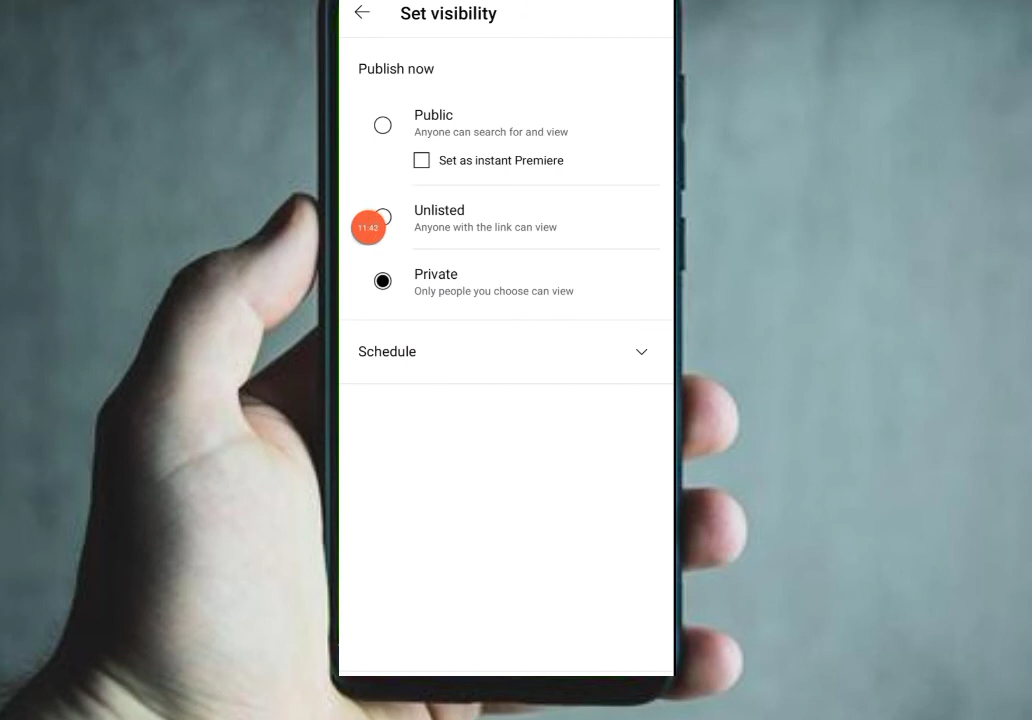 Set visibility
Publish now
Public
Anyone can search for and view
Set as instant Premiere
Unlisted
11:42
Anyone with the link can view
Private
Only people you choose can view
Schedule